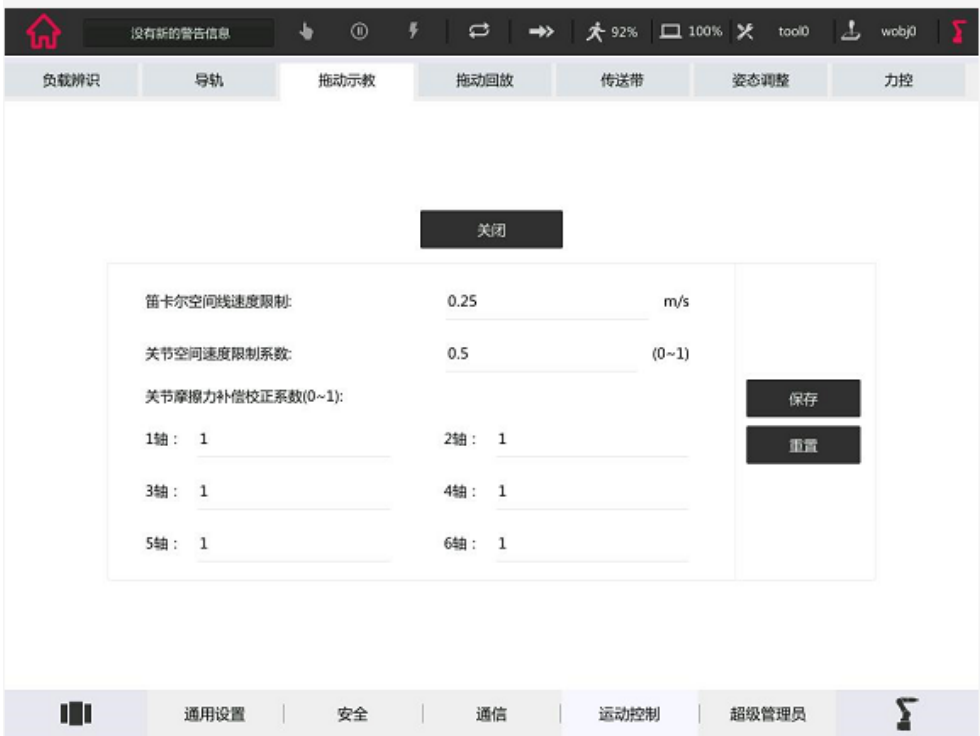 没有新的警告信息 92% 100% tool0 wobj0
负载辨识 导轨 拖动示教 拖动回放 传送带 姿态调整 力控
关闭
笛卡尔空间线速度限制: 0.25 m/s
关节空间速度限制系数: 0.5 (0~1)
关节摩擦力补偿校正系数(0~1):
保存
1轴： 1 2轴： 1
重置
3轴： 1 4轴： 1
5轴： 1 6轴： 1
通用设置 安全 通信 运动控制 超级管理员